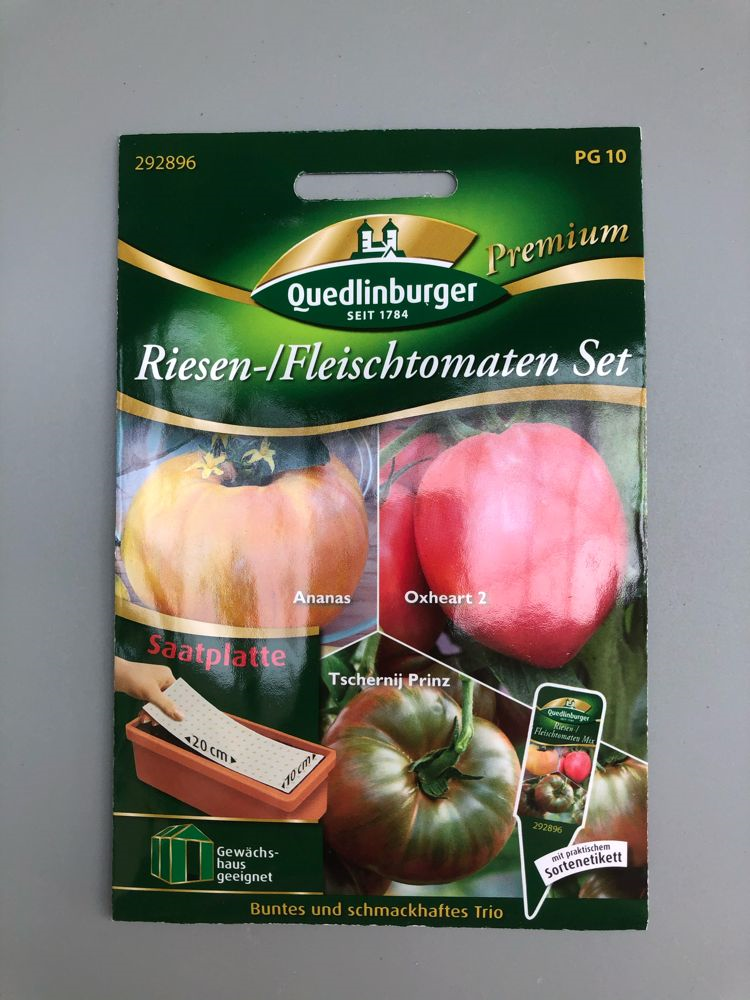 292896
PG 10
Premium
Quedlinburger
SEIT 1784
Riesen-/Fleischtomaten Set
Ananas
Oxheart 2
Saatplatte
Tschernij Prinz
20 cm
10 cm
Quedlinburger
Riesen-/
Fleischtomaten Mix
292896
mit praktischem
Sortenetikett
Gewächs-
haus
geeignet
Buntes und schmackhaftes Trio